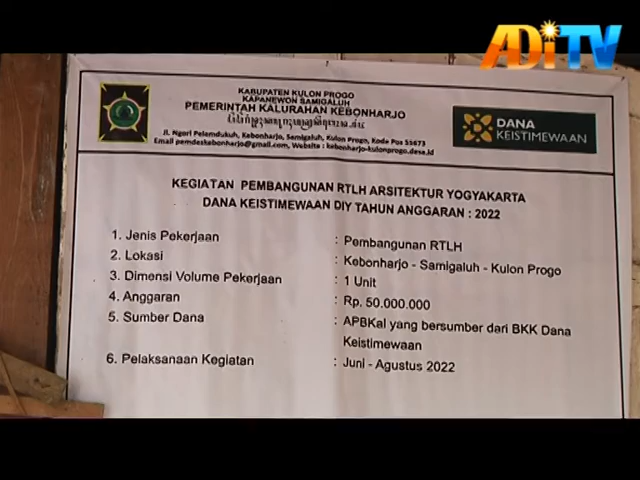 ADiTV
KABUPATEN KULON PROGO
KAPANEWON SAMIGALUH
PEMERINTAH KALURAHAN KEBONHARJO
Jl. Ngori Pelemdukuh, Kebonharjo, Samigaluh, Kulon Progo, Kode Pos 55673
Email pemdeskebonharjo@gmail.com, Website : kebonharjo-kulonprogo.desa.id
DANA
KEISTIMEWAAN
KEGIATAN PEMBANGUNAN RTLH ARSITEKTUR YOGYAKARTA
DANA KEISTIMEWAAN DIY TAHUN ANGGARAN : 2022
1. Jenis Pekerjaan : Pembangunan RTLH
2. Lokasi : Kebonharjo - Samigaluh - Kulon Progo
3. Dimensi Volume Pekerjaan : 1 Unit
4. Anggaran : Rp. 50.000.000
5. Sumber Dana : APBKal yang bersumber dari BKK Dana
Keistimewaan
6. Pelaksanaan Kegiatan : Juni - Agustus 2022